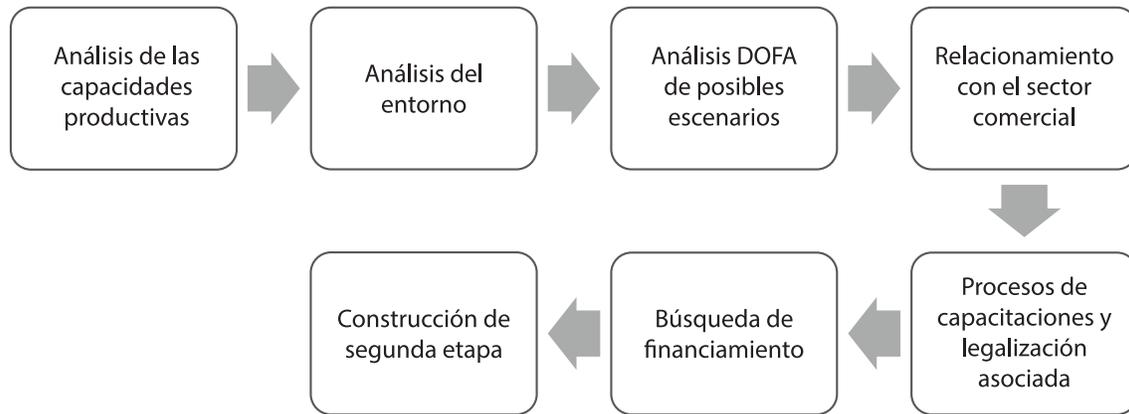 Análisis de las
capacidades
productivas
Análisis del
entorno
Análisis DOFA
de posibles
escenarios
Relacionamiento
con el sector
comercial
Procesos de
capacitaciones y
legalización
asociada
Búsqueda de
financiamiento
Construcción de
segunda etapa